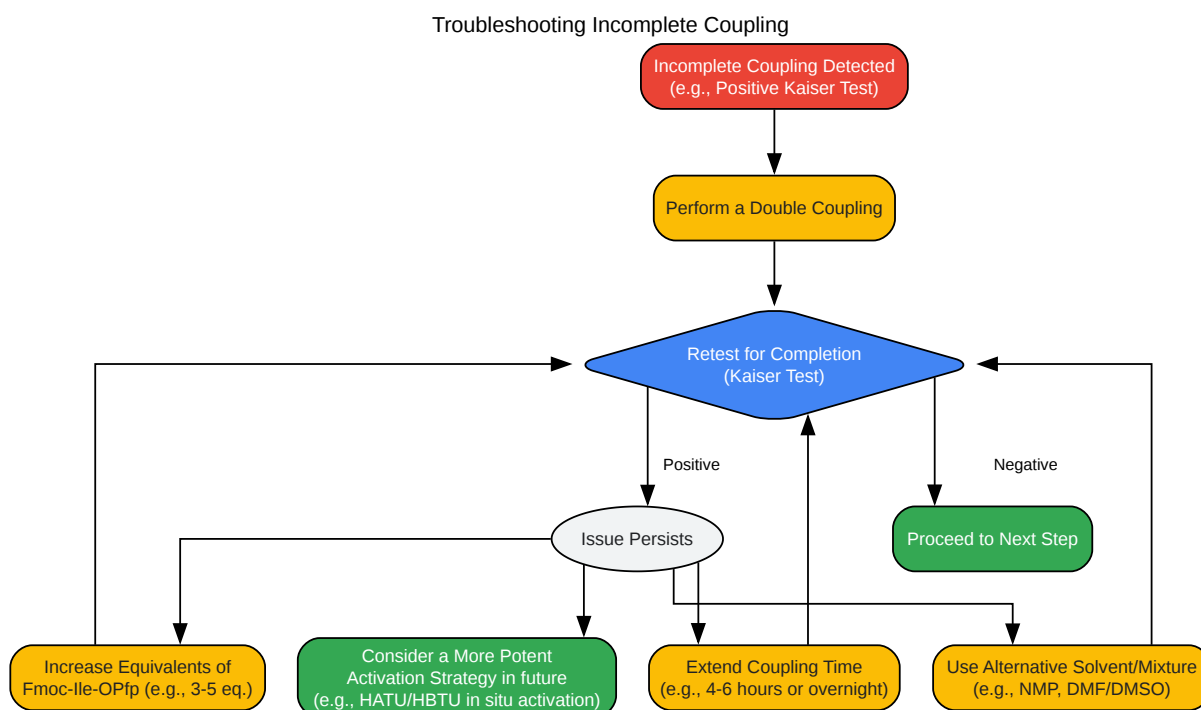 Troubleshooting Incomplete Coupling
Incomplete Coupling Detected
(e.g., Positive Kaiser Test)
Perform a Double Coupling
Retest for Completion
(Kaiser Test)
Positive
Negative
Issue Persists
Proceed to Next Step
Increase Equivalents of
Fmoc-Ile-OPfp (e.g., 3-5 eq.)
Consider a More Potent
Activation Strategy in future
(e.g., HATU/HBTU in situ activation)
Extend Coupling Time
(e.g., 4-6 hours or overnight)
Use Alternative Solvent/Mixture
(e.g., NMP, DMF/DMSO)